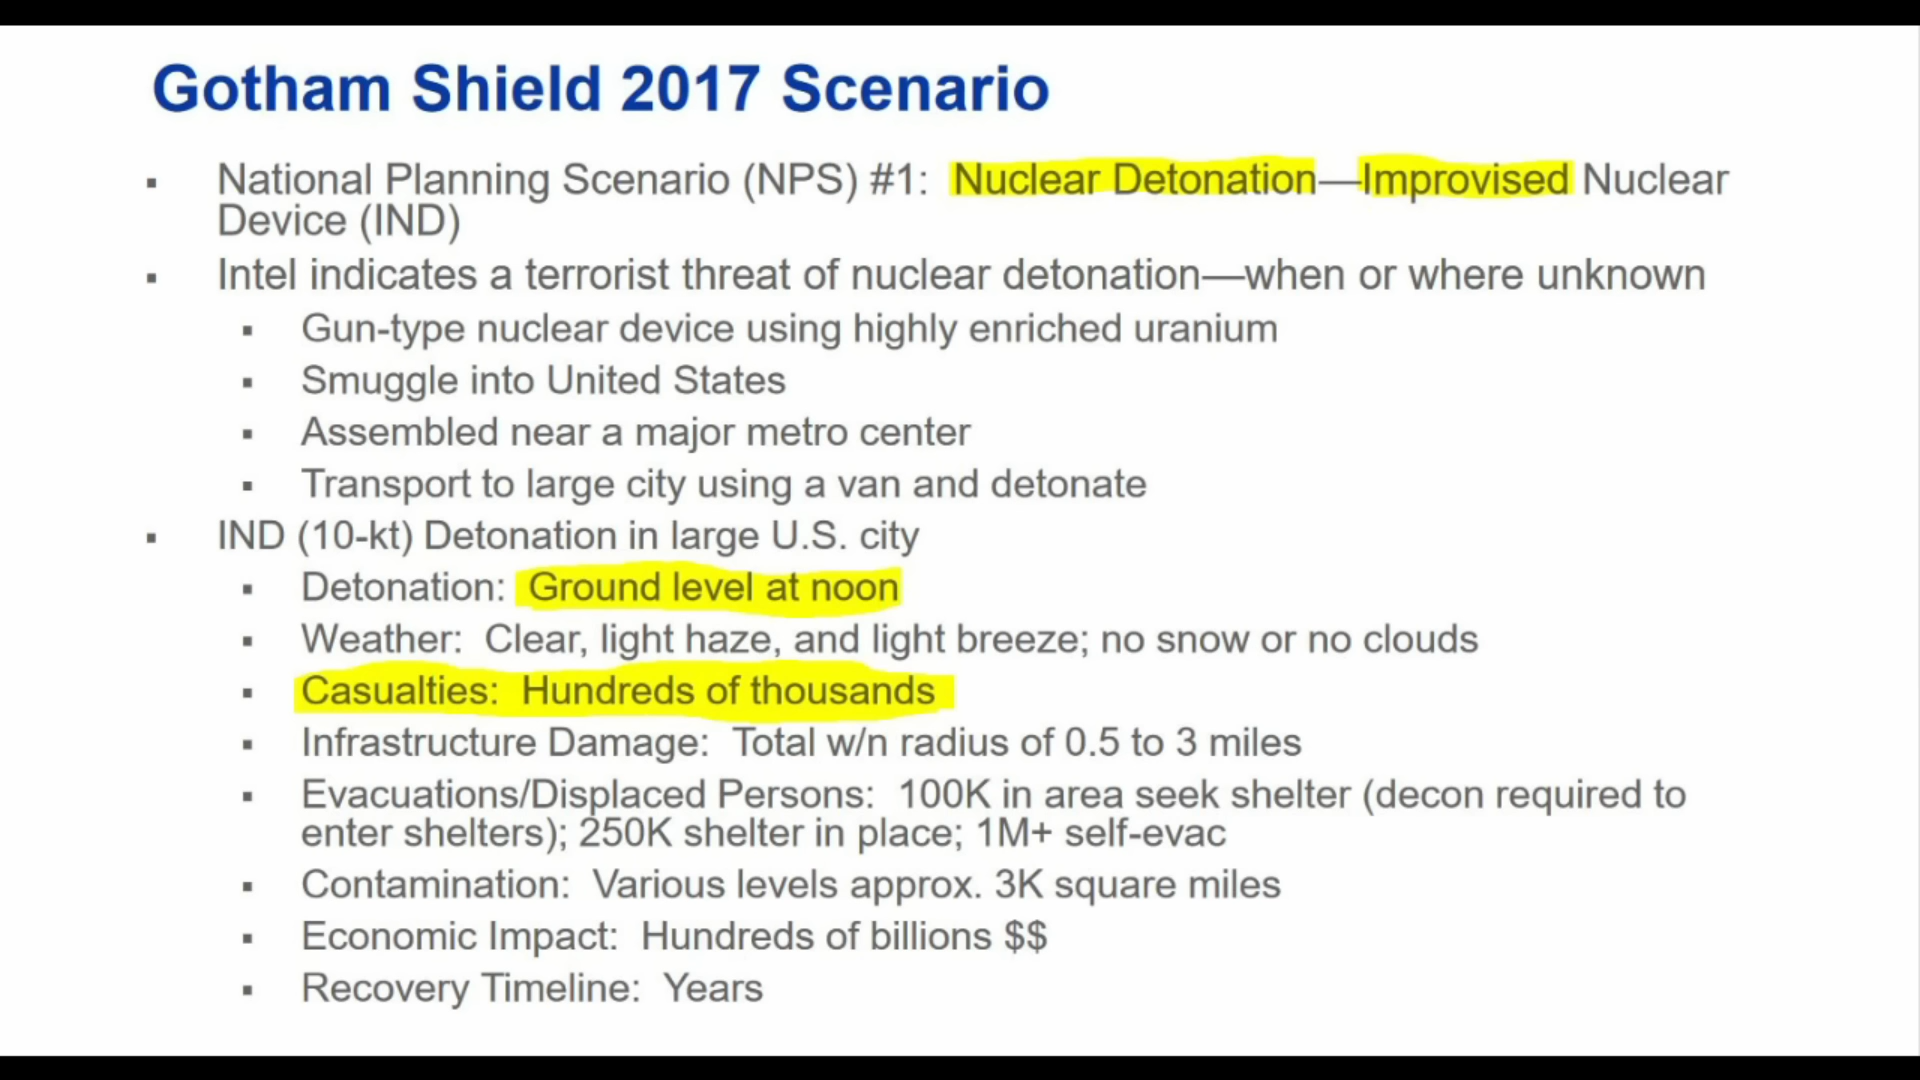 Gotham Shield 2017 Scenario
▪ National Planning Scenario (NPS) #1: Nuclear Detonation—Improvised Nuclear
Device (IND)
▪ Intel indicates a terrorist threat of nuclear detonation—when or where unknown
▪ Gun-type nuclear device using highly enriched uranium
▪ Smuggle into United States
▪ Assembled near a major metro center
▪ Transport to large city using a van and detonate
▪ IND (10-kt) Detonation in large U.S. city
▪ Detonation: Ground level at noon
▪ Weather: Clear, light haze, and light breeze; no snow or no clouds
▪ Casualties: Hundreds of thousands
▪ Infrastructure Damage: Total w/n radius of 0.5 to 3 miles
▪ Evacuations/Displaced Persons: 100K in area seek shelter (decon required to
enter shelters); 250K shelter in place; 1M+ self-evac
▪ Contamination: Various levels approx. 3K square miles
▪ Economic Impact: Hundreds of billions $$
▪ Recovery Timeline: Years